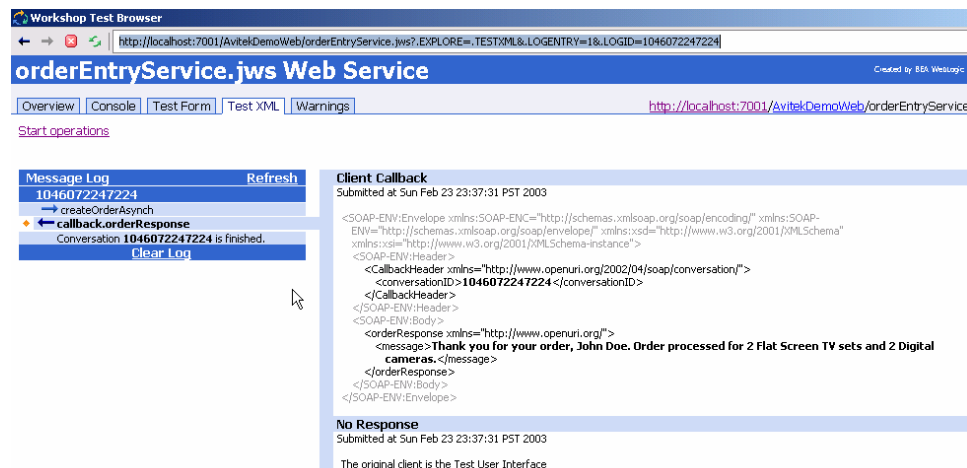 Workshop Test Browser
http://localhost:7001/AvitekDemoWeb/orderEntryService.jws?.EXPLORE=.TESTXML&.LOGENTRY=1&.LOGID=1046072247224
orderEntryService.jws Web Service
Created by BEA WebLogic
Overview Console Test Form Test XML Warnings
http://localhost:7001/AvitekDemoWeb/orderEntryService
Start operations
Message Log Refresh
1046072247224
createOrderAsynch
callback.orderResponse
Conversation 1046072247224 is finished.
Clear Log
Client Callback
Submitted at Sun Feb 23 23:37:31 PST 2003
<SOAP-ENV:Envelope xmlns:SOAP-ENC="http://schemas.xmlsoap.org/soap/encoding/" xmlns:SOAP-
ENV="http://schemas.xmlsoap.org/soap/envelope/" xmlns:xsd="http://www.w3.org/2001/XMLSchema"
xmlns:xsi="http://www.w3.org/2001/XMLSchema-instance">
<SOAP-ENV:Header>
<CallbackHeader xmlns="http://www.openuri.org/2002/04/soap/conversation/">
<conversationID>1046072247224</conversationID>
</CallbackHeader>
</SOAP-ENV:Header>
<SOAP-ENV:Body>
<orderResponse xmlns="http://www.openuri.org/">
<message>Thank you for your order, John Doe. Order processed for 2 Flat Screen TV sets and 2 Digital
cameras.</message>
</orderResponse>
</SOAP-ENV:Body>
</SOAP-ENV:Envelope>
No Response
Submitted at Sun Feb 23 23:37:31 PST 2003
The original client is the Test User Interface